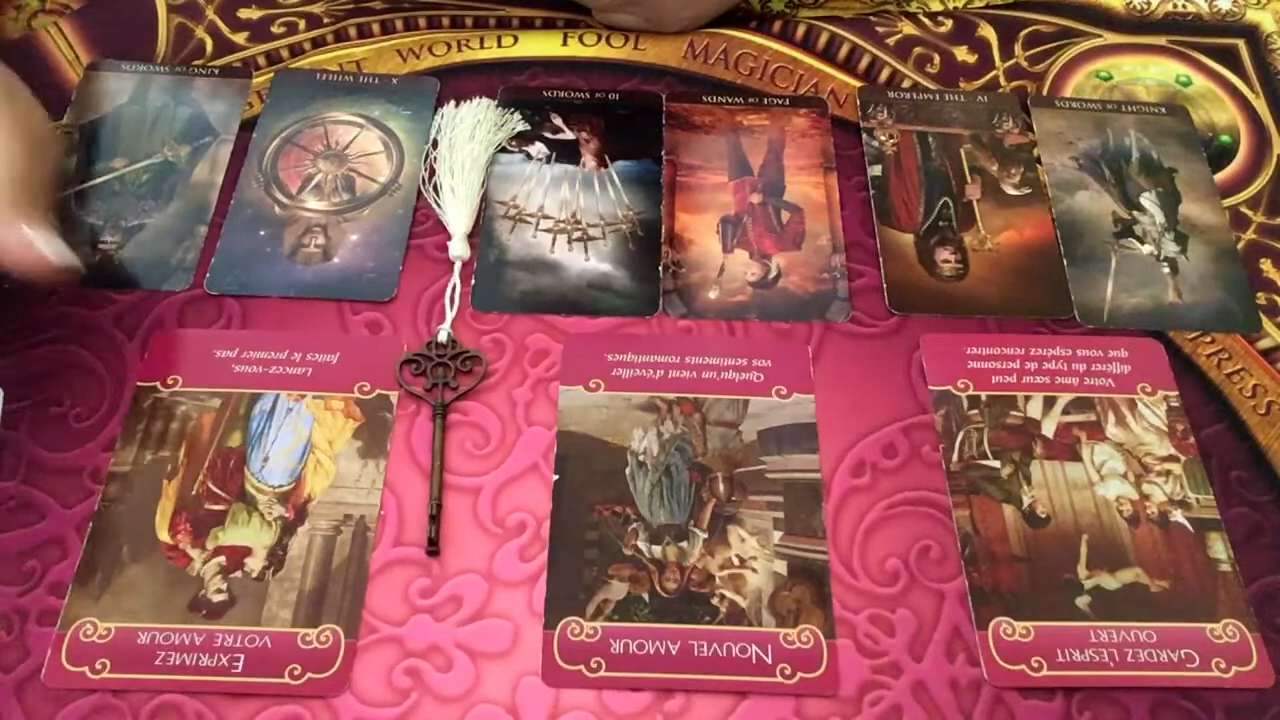 WORLD FOOL MAGICIAN
PRESS
KING OF SWORDS
X - THE WHEEL
10 OF SWORDS
PAGE OF WANDS
IV - THE EMPEROR
KNIGHT OF SWORDS
EXPRIMEZ
VOTRE AMOUR
Lancez-vous,
faites le premier pas.
NOUVEL AMOUR
Quelqu'un vient d'éveiller
vos sentiments romantiques.
GARDEZ L'ESPRIT
OUVERT
Votre âme sœur peut
différer du type de personne
que vous espérez rencontrer.